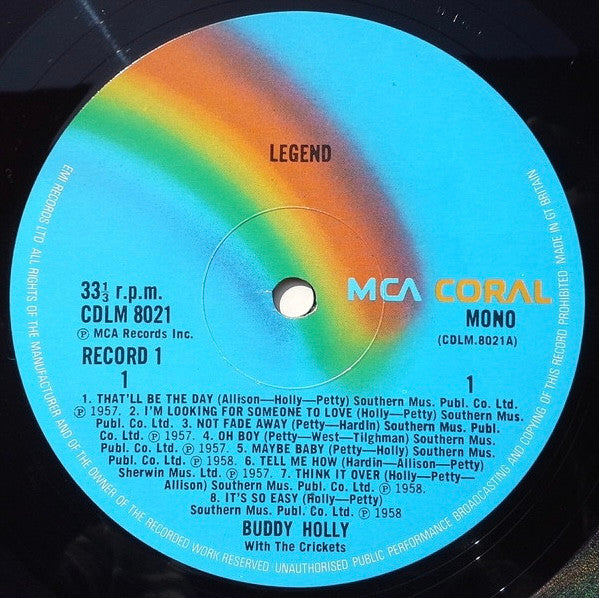 LEGEND
33⅓ r.p.m.
CDLM 8021
Ⓟ MCA Records Inc.
RECORD 1
1
MCA CORAL
MONO
(CDLM.8021A)
1
1. THAT'LL BE THE DAY (Allison—Holly—Petty) Southern Mus. Publ. Co. Ltd.
Ⓟ 1957. 2. I'M LOOKING FOR SOMEONE TO LOVE (Holly—Petty) Southern Mus.
Publ. Co. Ltd. Ⓟ 1957. 3. NOT FADE AWAY (Petty—Hardin) Southern Mus. Publ.
Co. Ltd. Ⓟ 1957. 4. OH BOY (Petty—West—Tilghman) Southern Mus. Publ.
Co. Ltd. Ⓟ 1957. 5. MAYBE BABY (Holly—Petty) Southern Mus.
Publ. Co. Ltd. Ⓟ 1958. 6. TELL ME HOW (Hardin—Allison—Petty)
Sherwin Mus. Ltd. Ⓟ 1957. 7. THINK IT OVER (Holly—Petty—
Allison) Southern Mus. Publ. Co. Ltd. Ⓟ 1958.
8. IT'S SO EASY (Holly—Petty)
Southern Mus. Publ. Co. Ltd. Ⓟ 1958
BUDDY HOLLY
With The Crickets
EMI RECORDS LTD ALL RIGHTS OF THE MANUFACTURER AND OF THE OWNER OF THE RECORDED WORK RESERVED UNAUTHORISED PUBLIC PERFORMANCE BROADCASTING AND COPYING OF THIS RECORD PROHIBITED MADE IN GT BRITAIN